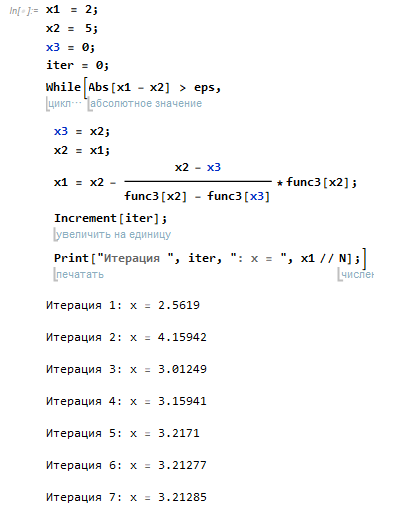 In[•]:=
x1 = 2;
x2 = 5;
x3 = 0;
iter = 0;
While[Abs[x1 - x2] > eps,
цикл⋯ абсолютное значение
x3 = x2;
x2 = x1;
x2 - x3
x1 = x2 - * func3[x2];
func3[x2] - func3[x3]
Increment[iter];
увеличить на единицу
Print["Итерация ", iter, ": x = ", x1 // N];]
печатать
Итерация 1: x = 2.5619
Итерация 2: x = 4.15942
Итерация 3: x = 3.01249
Итерация 4: x = 3.15941
Итерация 5: x = 3.2171
Итерация 6: x = 3.21277
Итерация 7: x = 3.21285